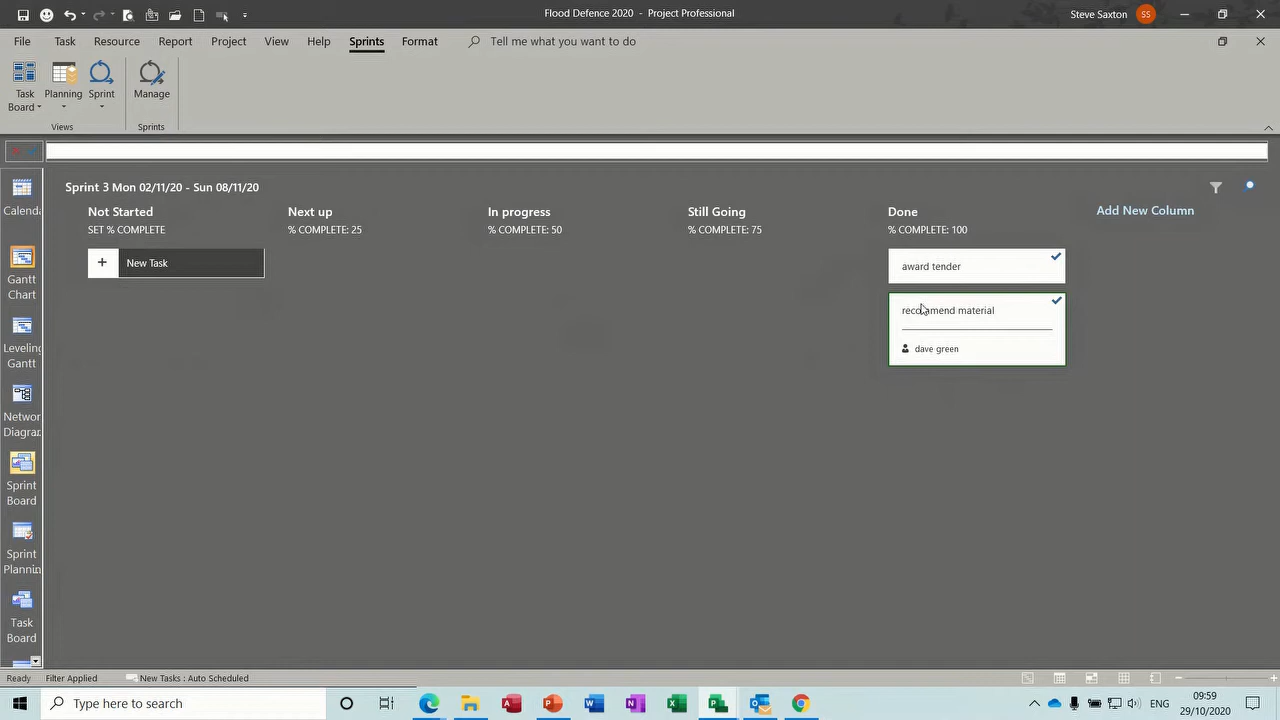 Flood Defence 2020 - Project Professional
Steve Saxton SS
File Task Resource Report Project View Help Sprints Format Tell me what you want to do
Task Board
Planning
Sprint
Manage
Views
Sprints
Sprint 3 Mon 02/11/20 - Sun 08/11/20
Not Started
SET % COMPLETE
Next up
% COMPLETE: 25
In progress
% COMPLETE: 50
Still Going
% COMPLETE: 75
Done
% COMPLETE: 100
Add New Column
+ New Task
award tender
recommend material
dave green
Calenda
Gantt
Chart
Leveling
Gantt
Networ
Diagra
Sprint
Board
Sprint
Plannin
Task
Board
Ready Filter Applied New Tasks : Auto Scheduled
Type here to search
ENG
09:59
29/10/2020